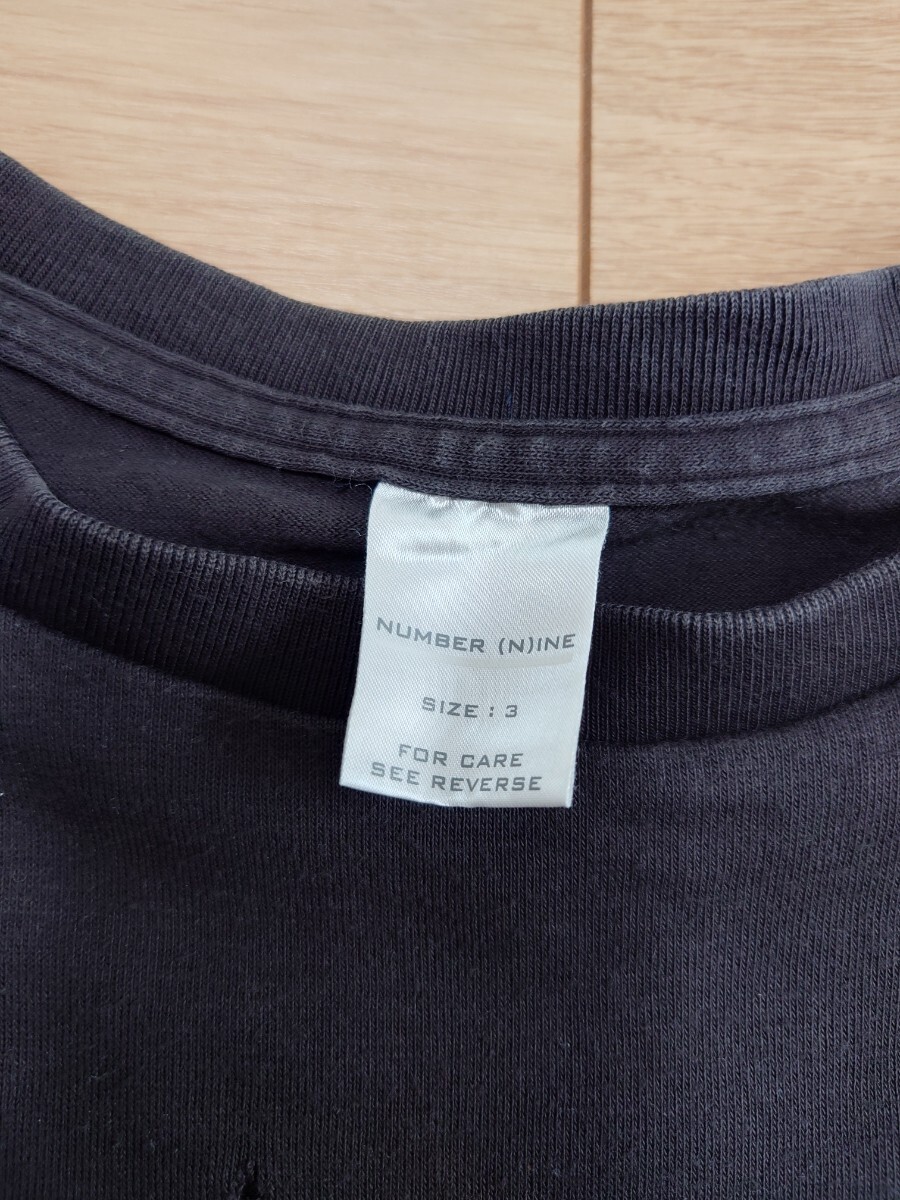 NUMBER (N)INE
SIZE : 3
FOR CARE
SEE REVERSE